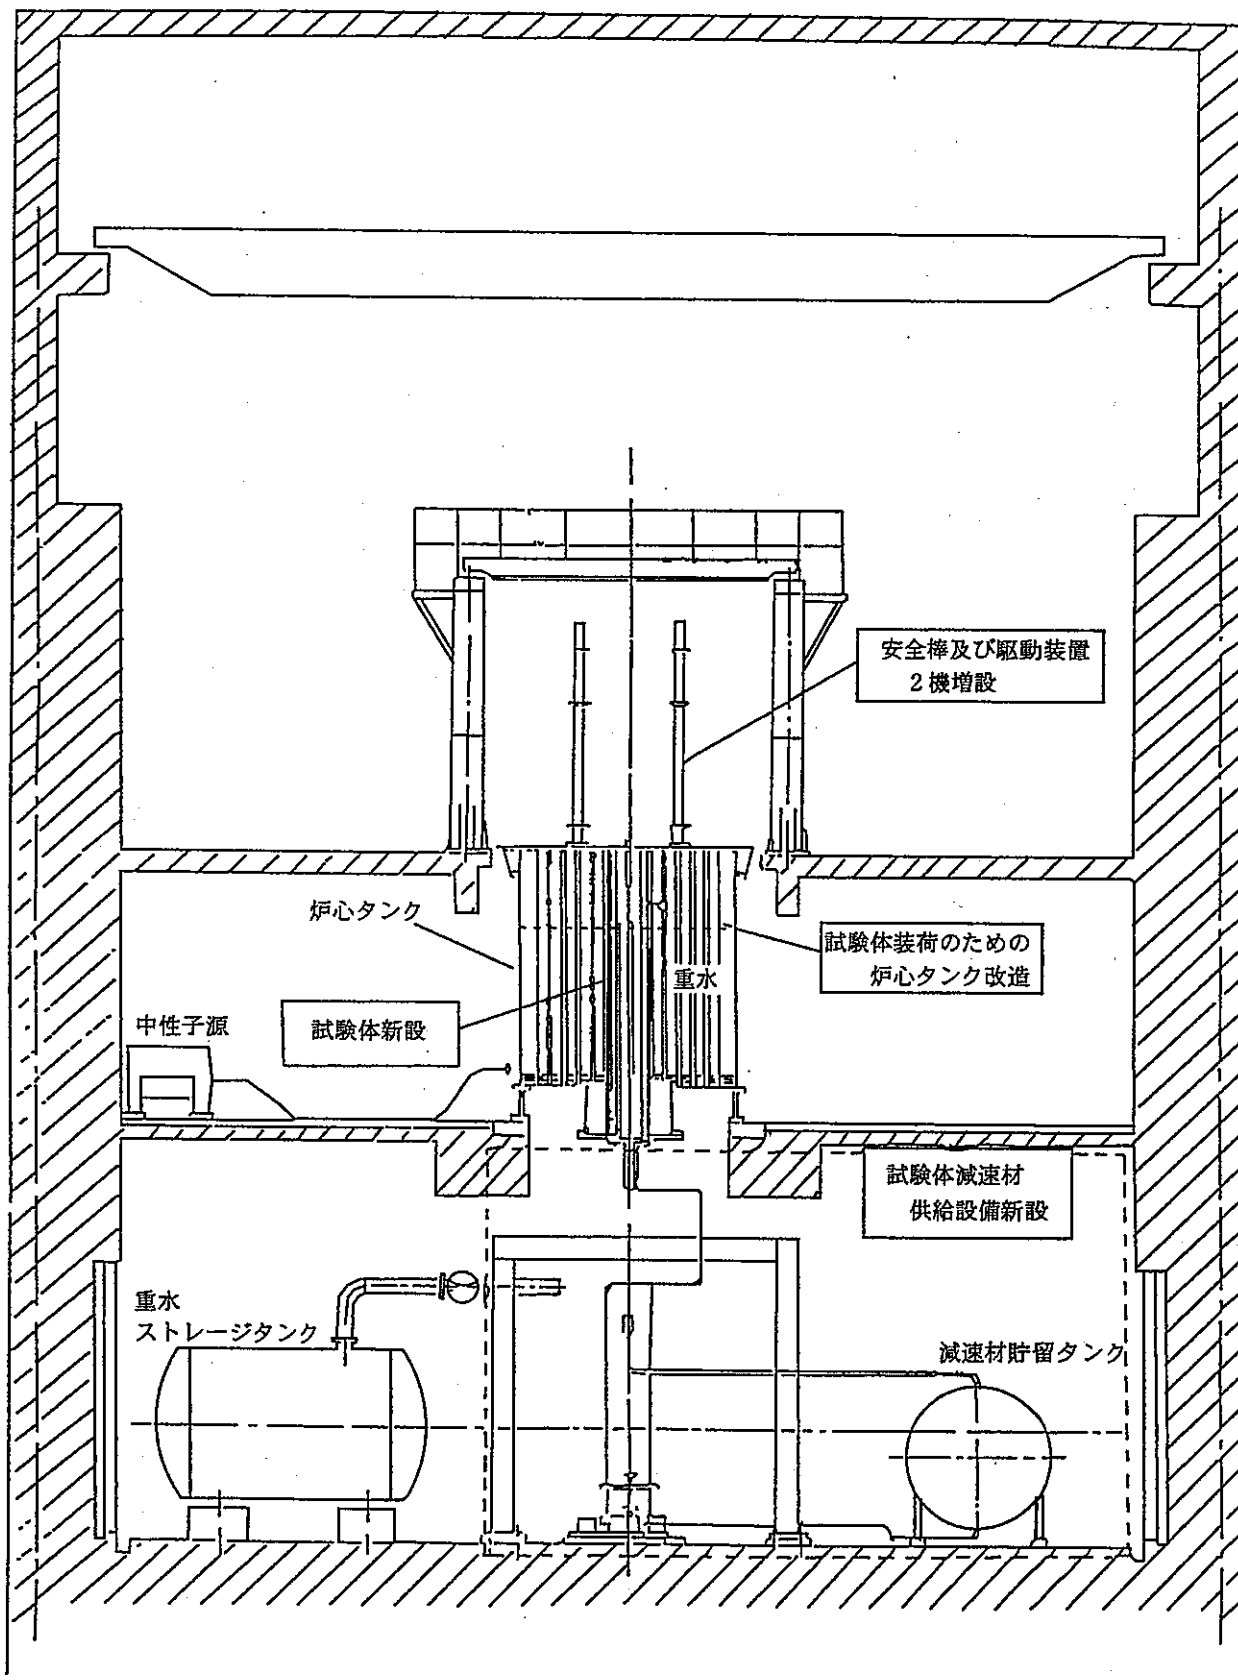 安全棒及び駆動装置
2機増設
炉心タンク
試験体装荷のための
炉心タンク改造
重水
中性子源
試験体新設
試験体減速材
供給設備新設
重水
ストレージタンク
減速材貯留タンク